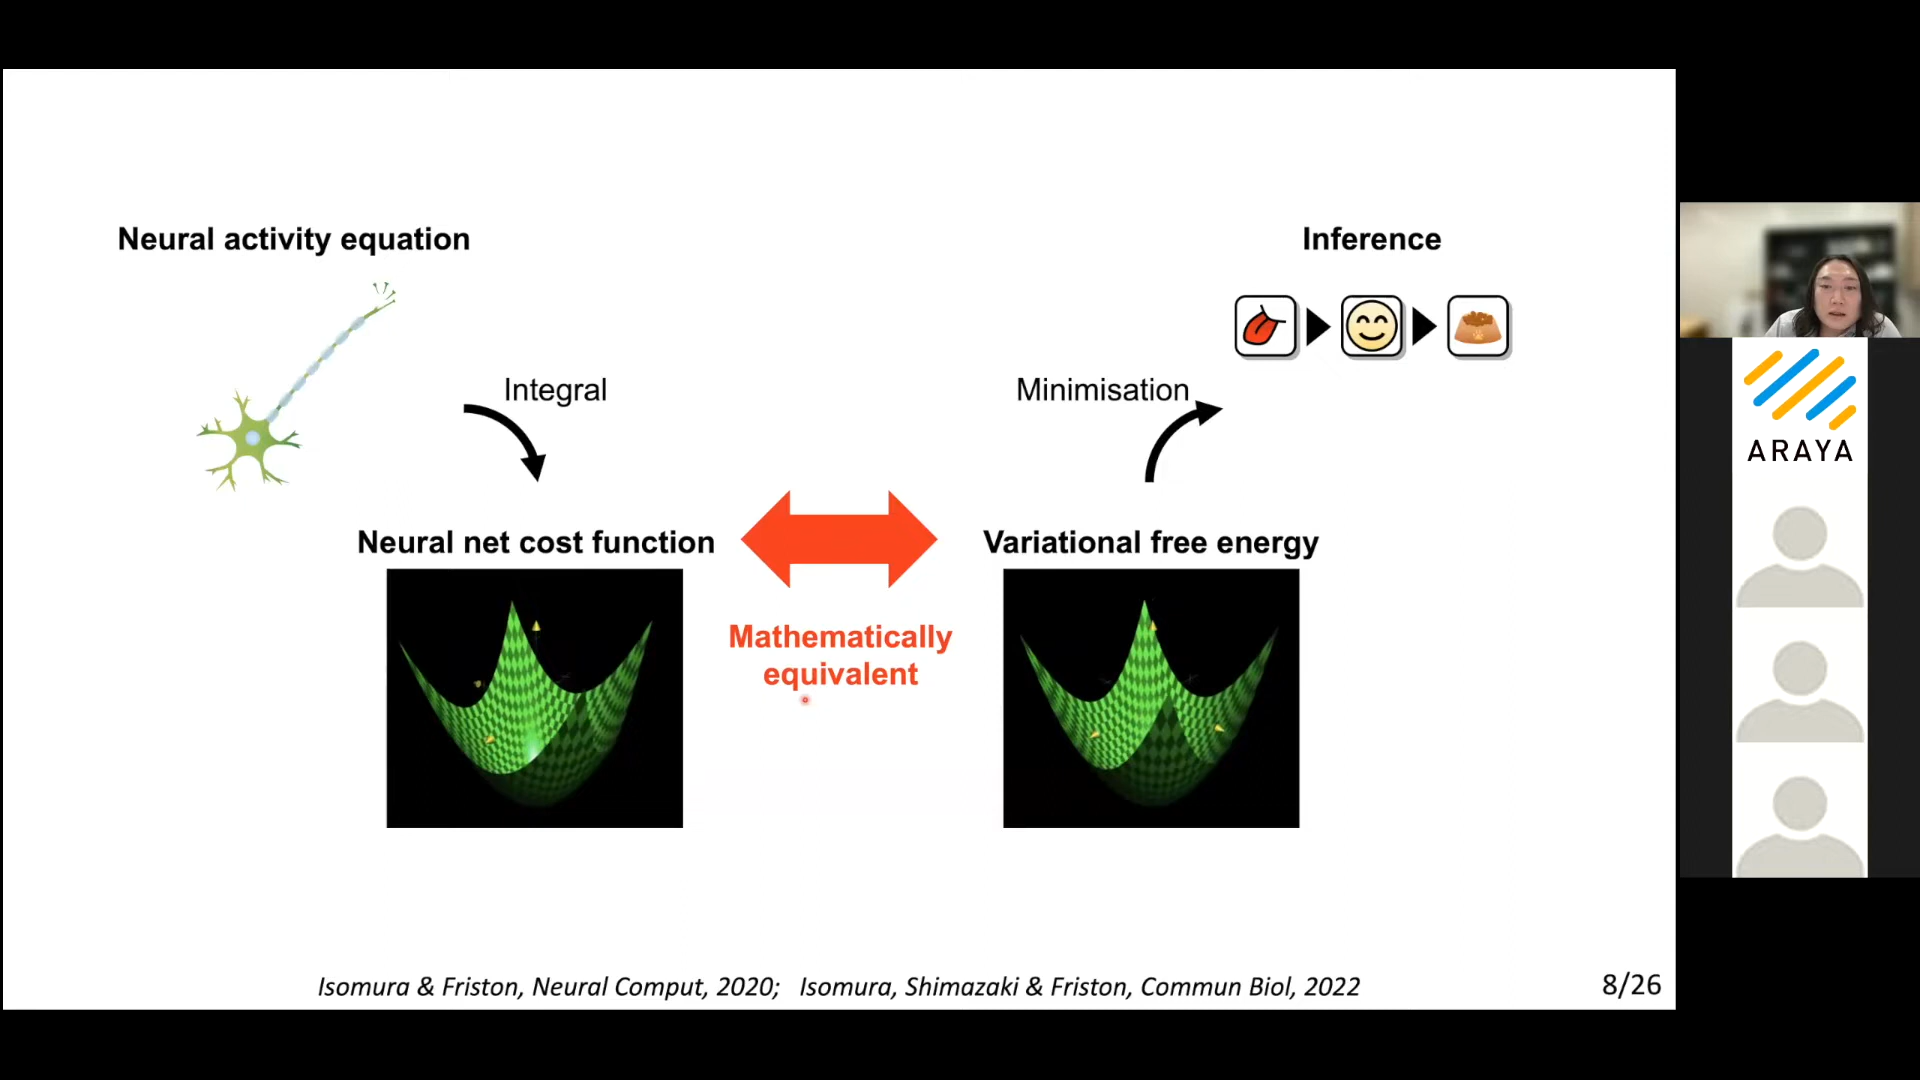 Neural activity equation
Inference
Integral
Minimisation
Neural net cost function
Variational free energy
Mathematically
equivalent
Isomura & Friston, Neural Comput, 2020; Isomura, Shimazaki & Friston, Commun Biol, 2022
8/26
ARAYA